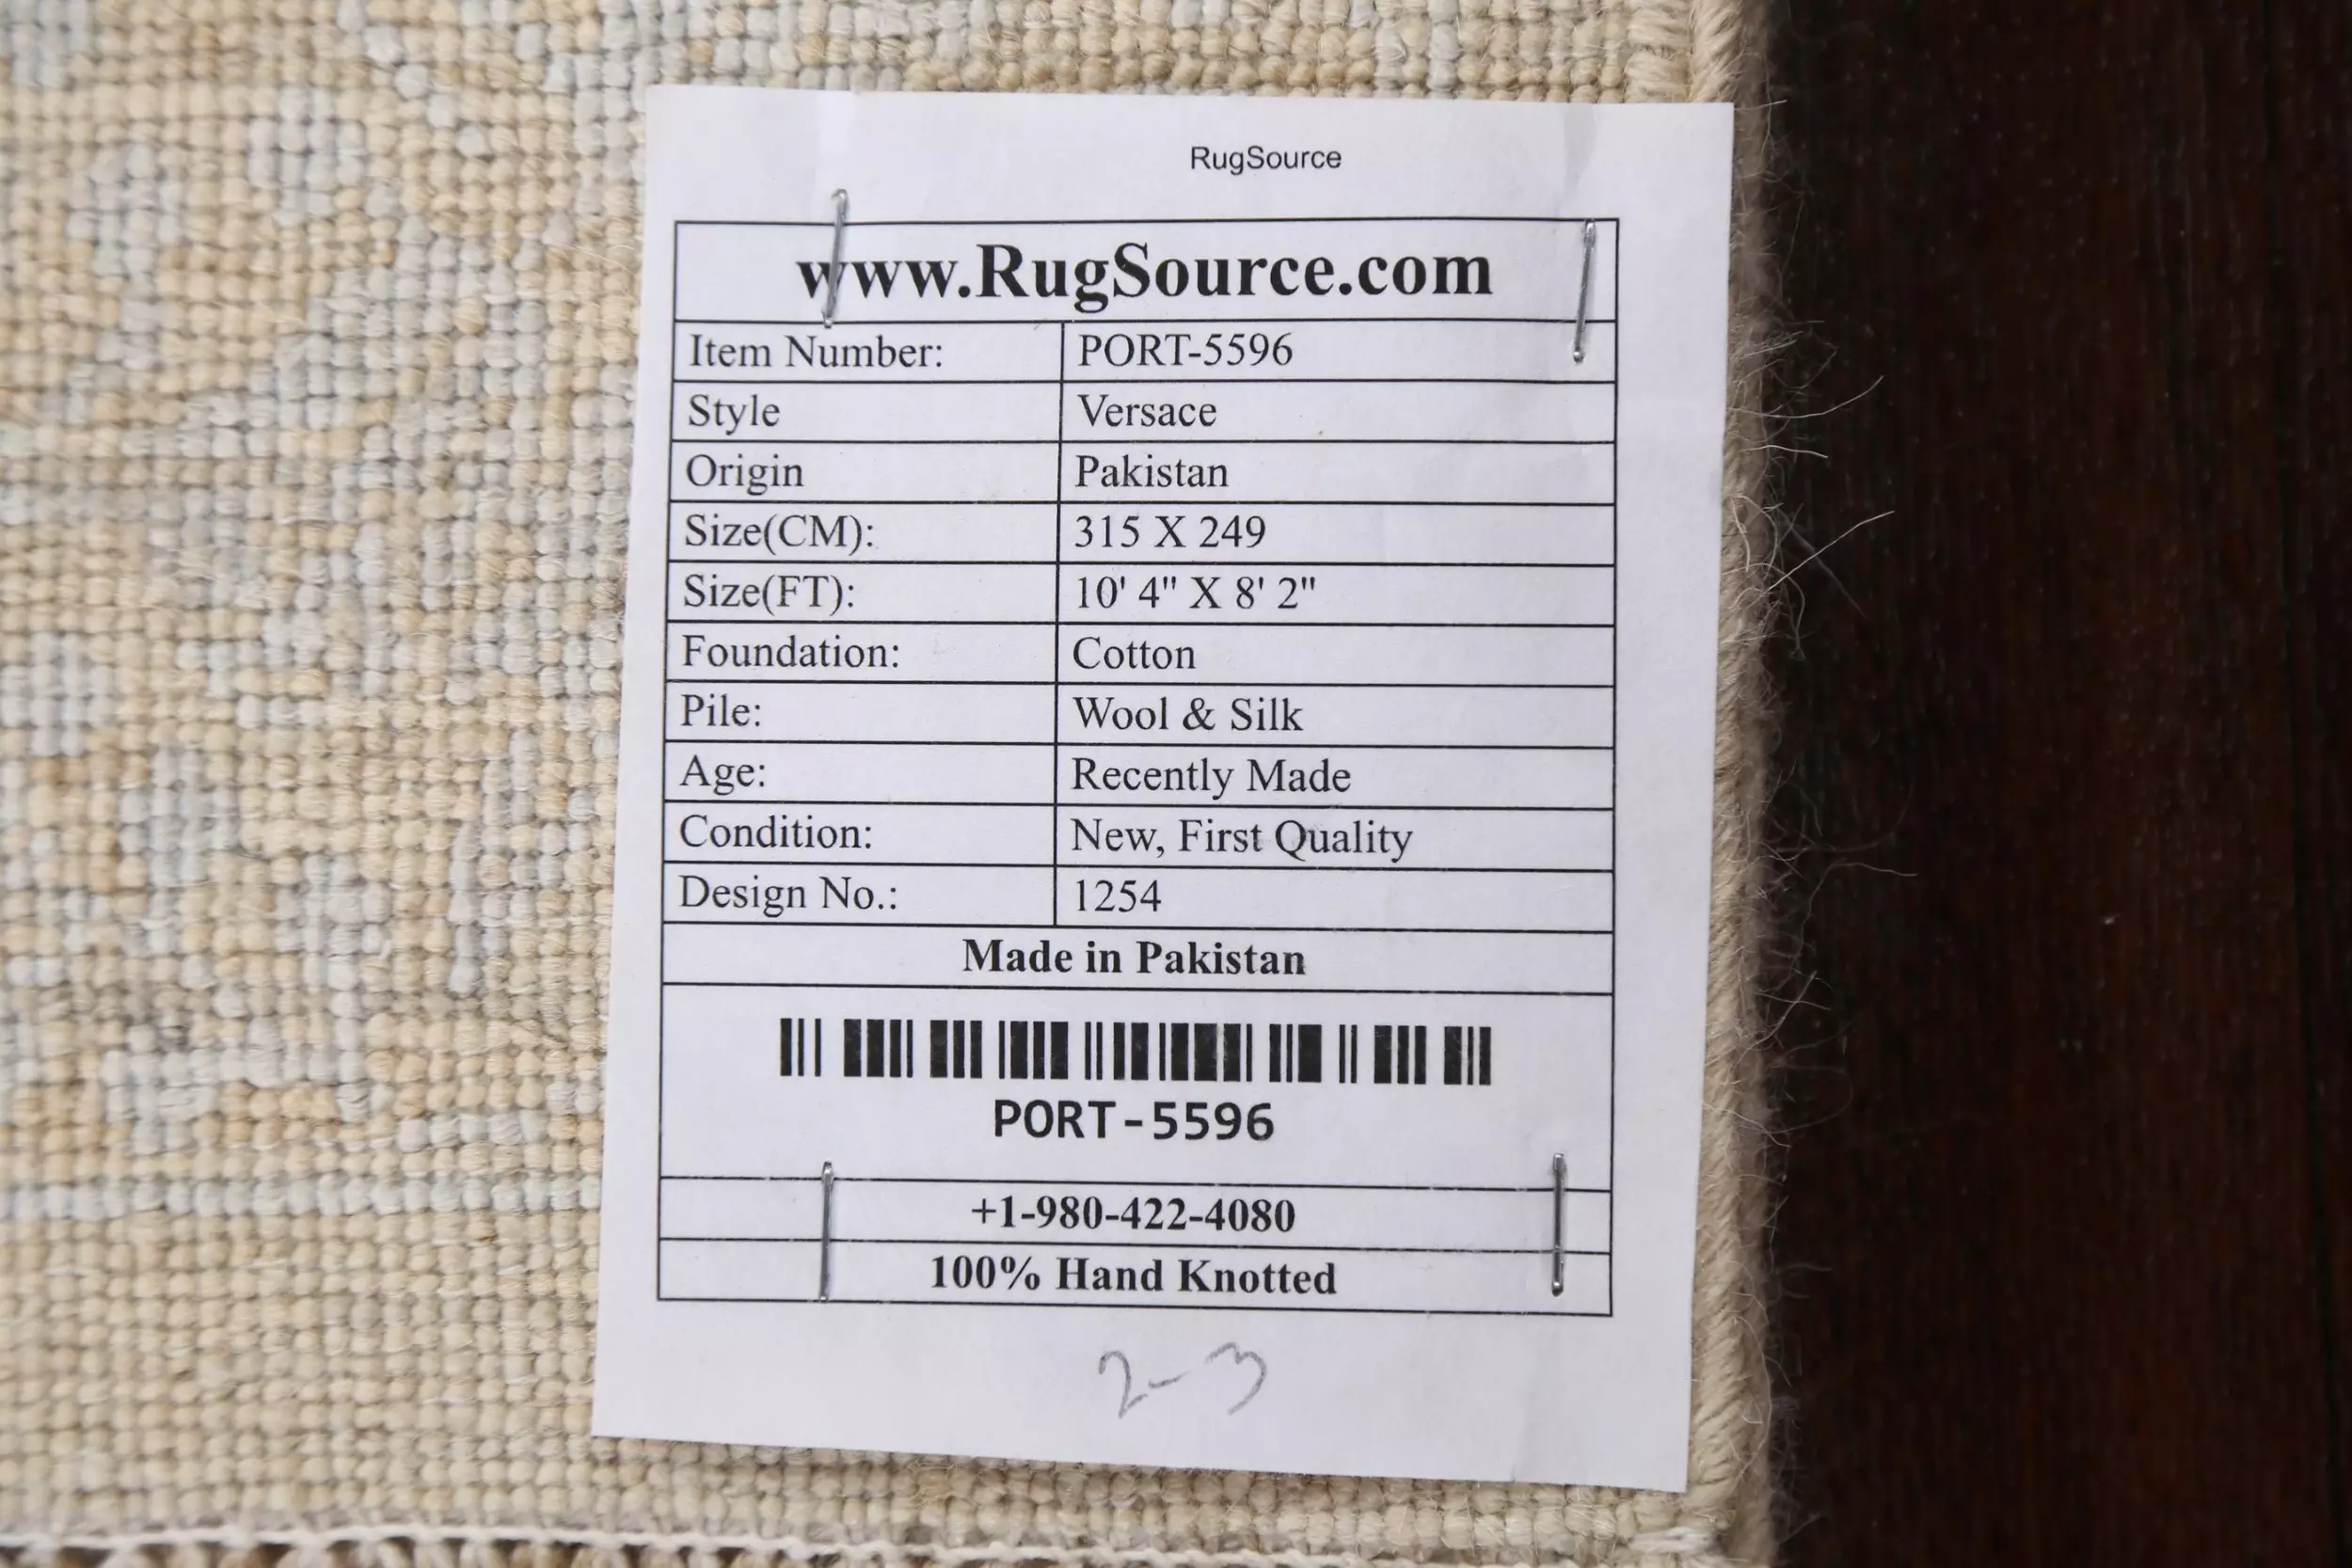 RugSource
www.RugSource.com
Item Number: PORT-5596
Style Versace
Origin Pakistan
Size(CM): 315 X 249
Size(FT): 10' 4" X 8' 2"
Foundation: Cotton
Pile: Wool & Silk
Age: Recently Made
Condition: New, First Quality
Design No.: 1254
Made in Pakistan
PORT-5596
+1-980-422-4080
100% Hand Knotted
2-3